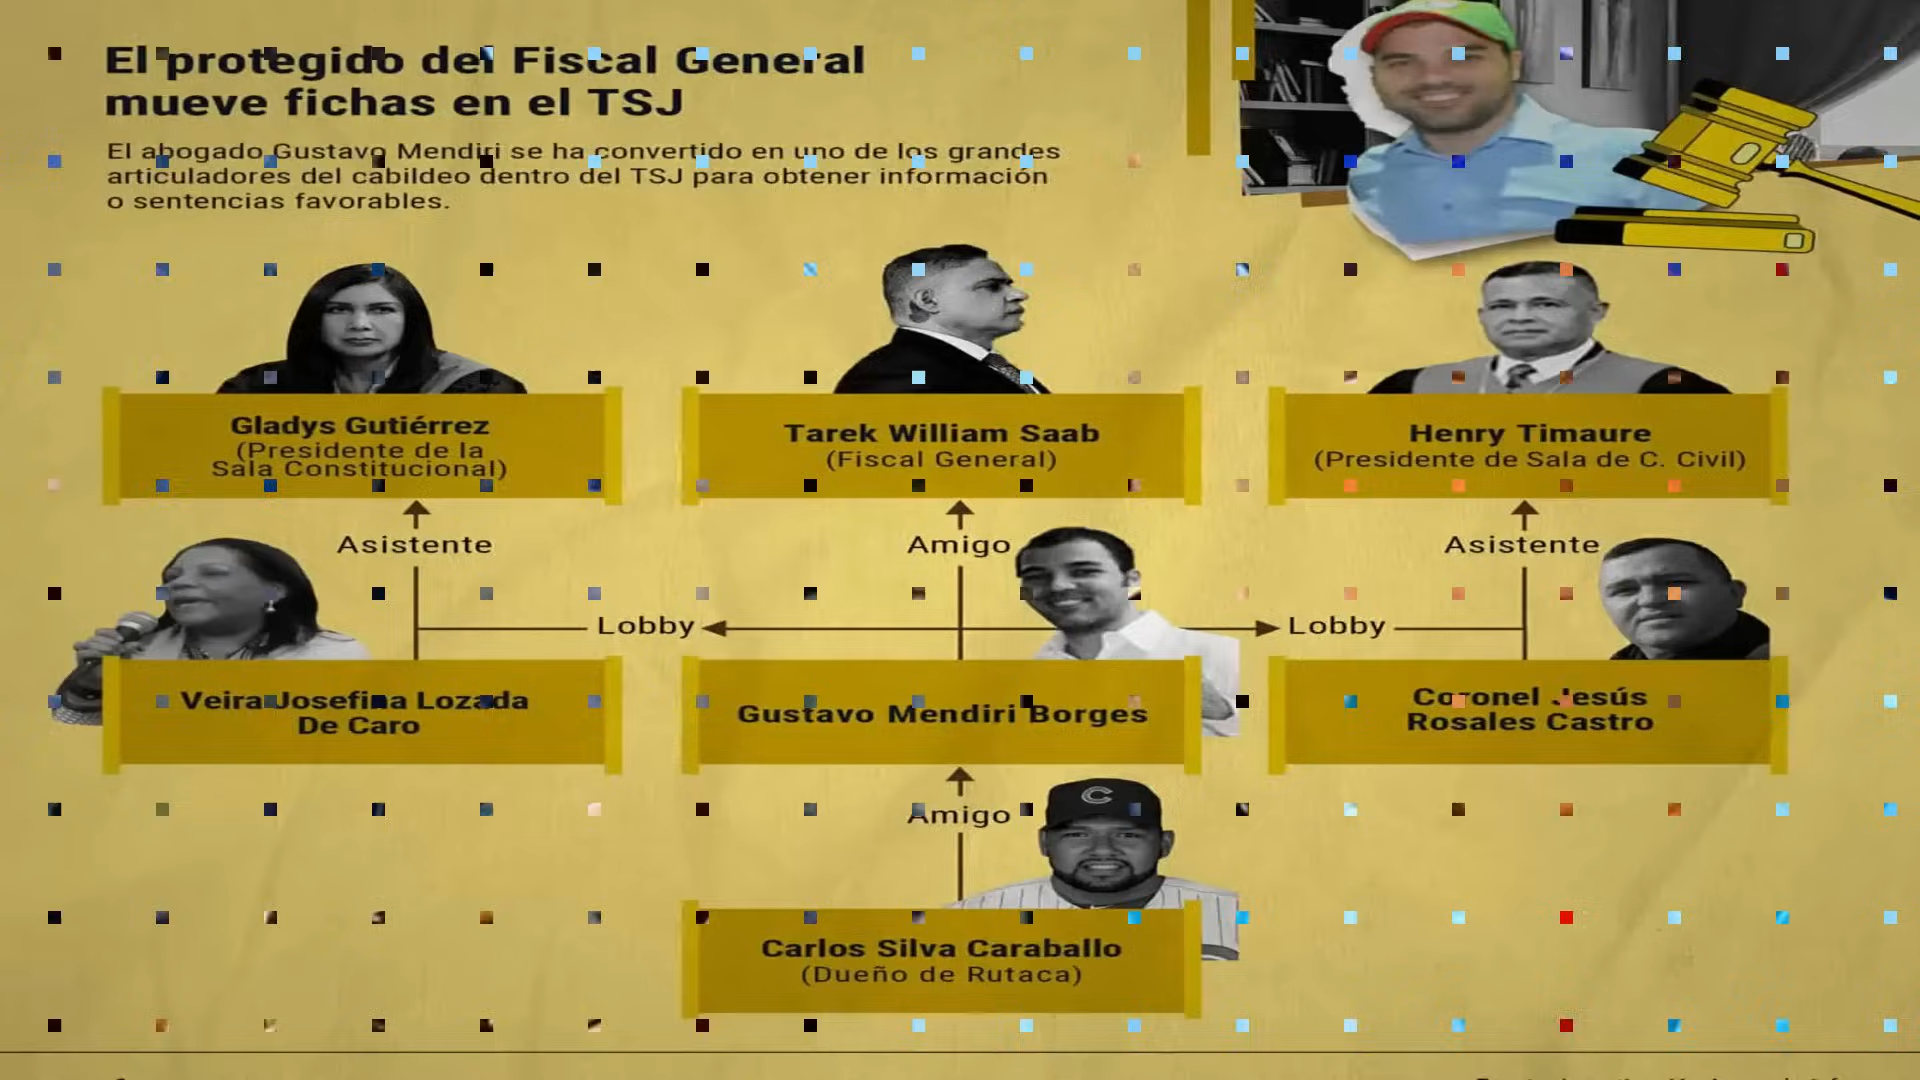 El protegido del Fiscal General
mueve fichas en el TSJ
El abogado Gustavo Mendiri se ha convertido en uno de los grandes
articuladores del cabildeo dentro del TSJ para obtener información
o sentencias favorables.
Gladys Gutiérrez
(Presidente de la
Sala Constitucional)
Tarek William Saab
(Fiscal General)
Henry Timaure
(Presidente de Sala de C. Civil)
Asistente
Amigo
Asistente
Lobby
Lobby
Veira Josefina Lozada
De Caro
Gustavo Mendiri Borges
Coronel Jesús
Rosales Castro
Amigo
C
Carlos Silva Caraballo
(Dueño de Rutaca)